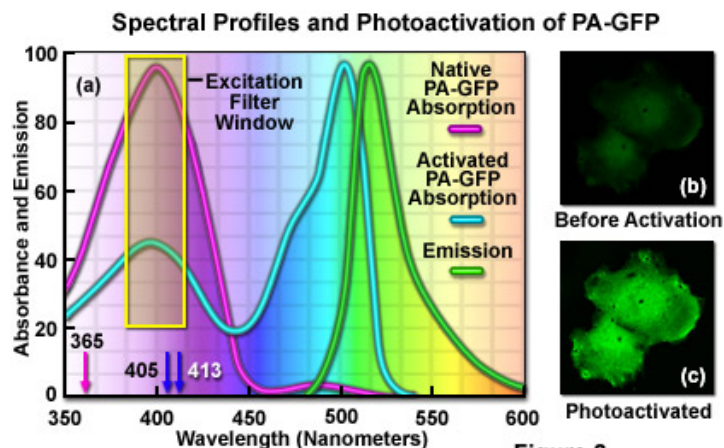 Spectral Profiles and Photoactivation of PA-GFP
100
80
60
40
20
0
Absorbance and Emission
(a)
Excitation
Filter
Window
Native
PA-GFP
Absorption
Activated
PA-GFP
Absorption
Emission
365
405
413
350
400
450
500
550
600
Wavelength (Nanometers)
(b)
Before Activation
(c)
Photoactivated